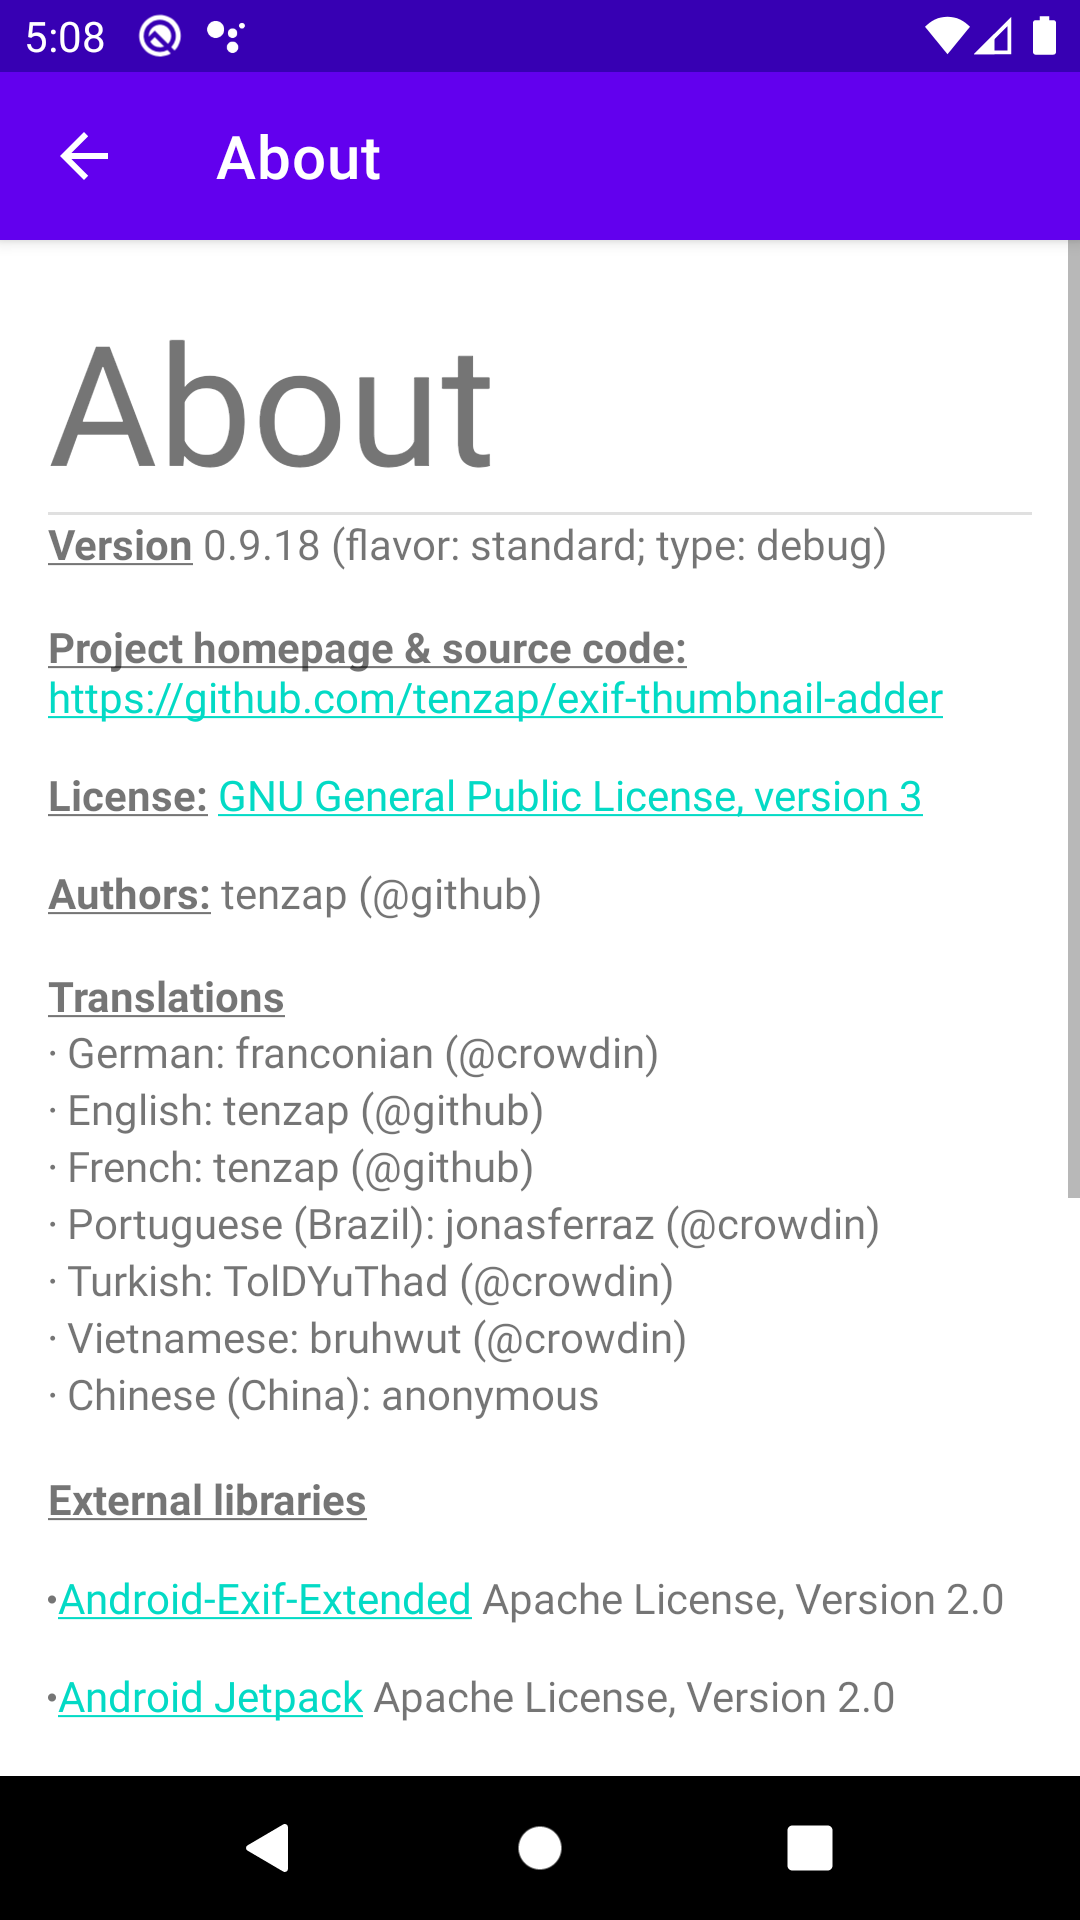 5:08
About
About
Version 0.9.18 (flavor: standard; type: debug)
Project homepage & source code:
https://github.com/tenzap/exif-thumbnail-adder
License: GNU General Public License, version 3
Authors: tenzap (@github)
Translations
· German: franconian (@crowdin)
· English: tenzap (@github)
· French: tenzap (@github)
· Portuguese (Brazil): jonasferraz (@crowdin)
· Turkish: TolDYuThad (@crowdin)
· Vietnamese: bruhwut (@crowdin)
· Chinese (China): anonymous
External libraries
•Android-Exif-Extended Apache License, Version 2.0
•Android Jetpack Apache License, Version 2.0